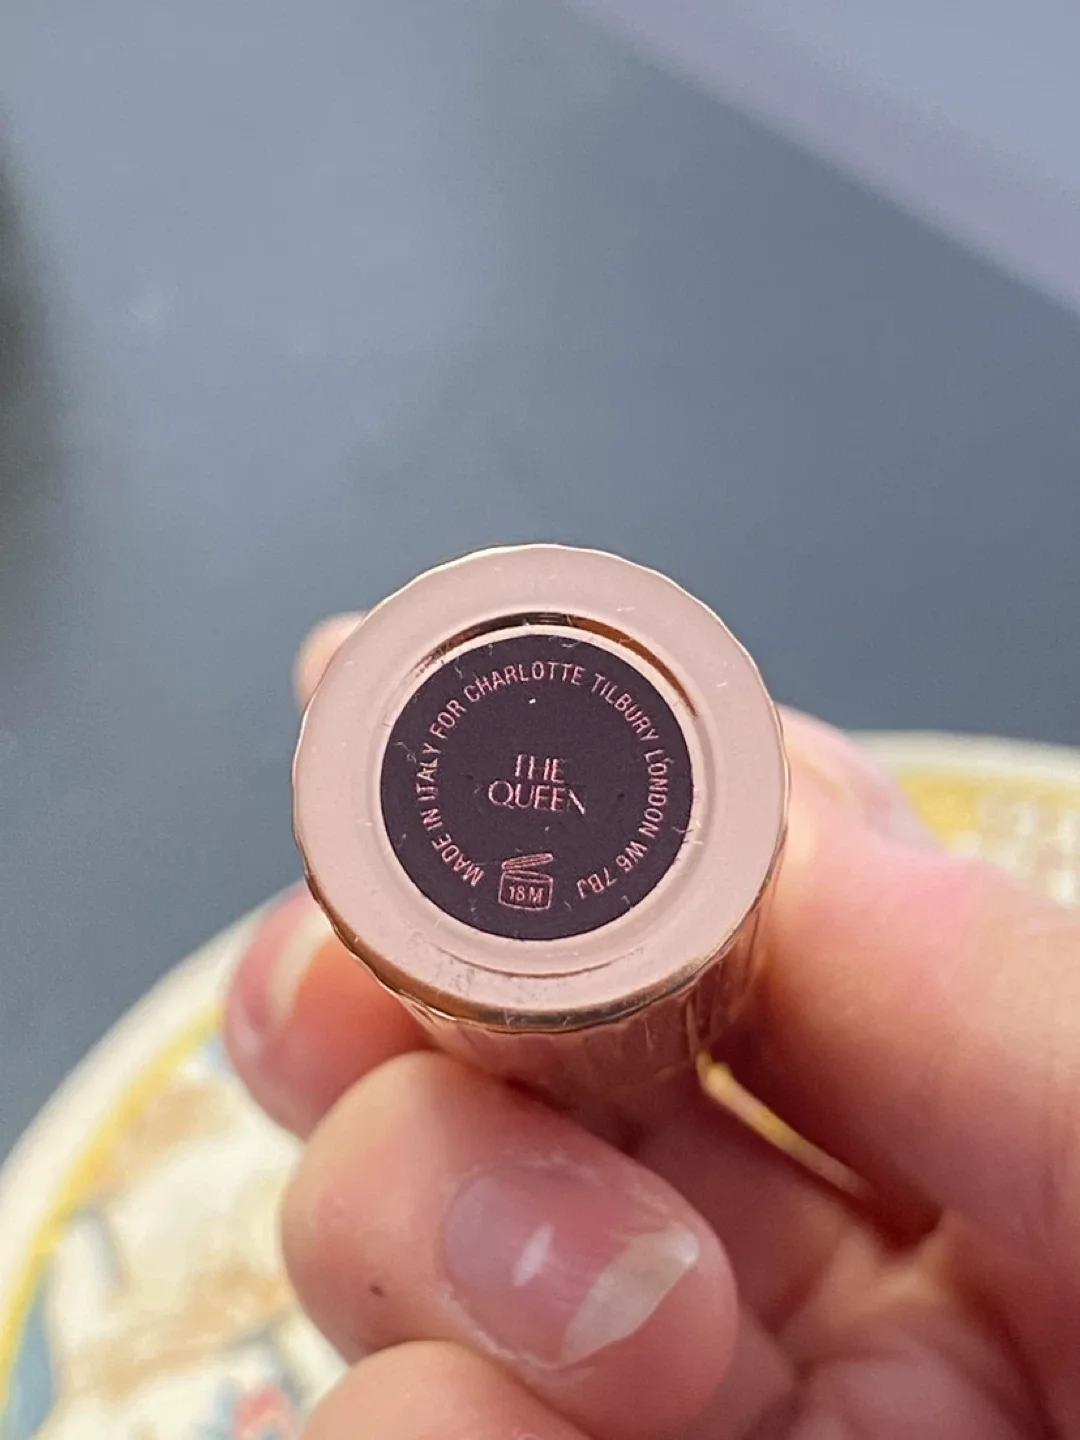 MADE IN ITALY FOR CHARLOTTE TILBURY LONDON W6 7BJ
THE
QUEEN
18M